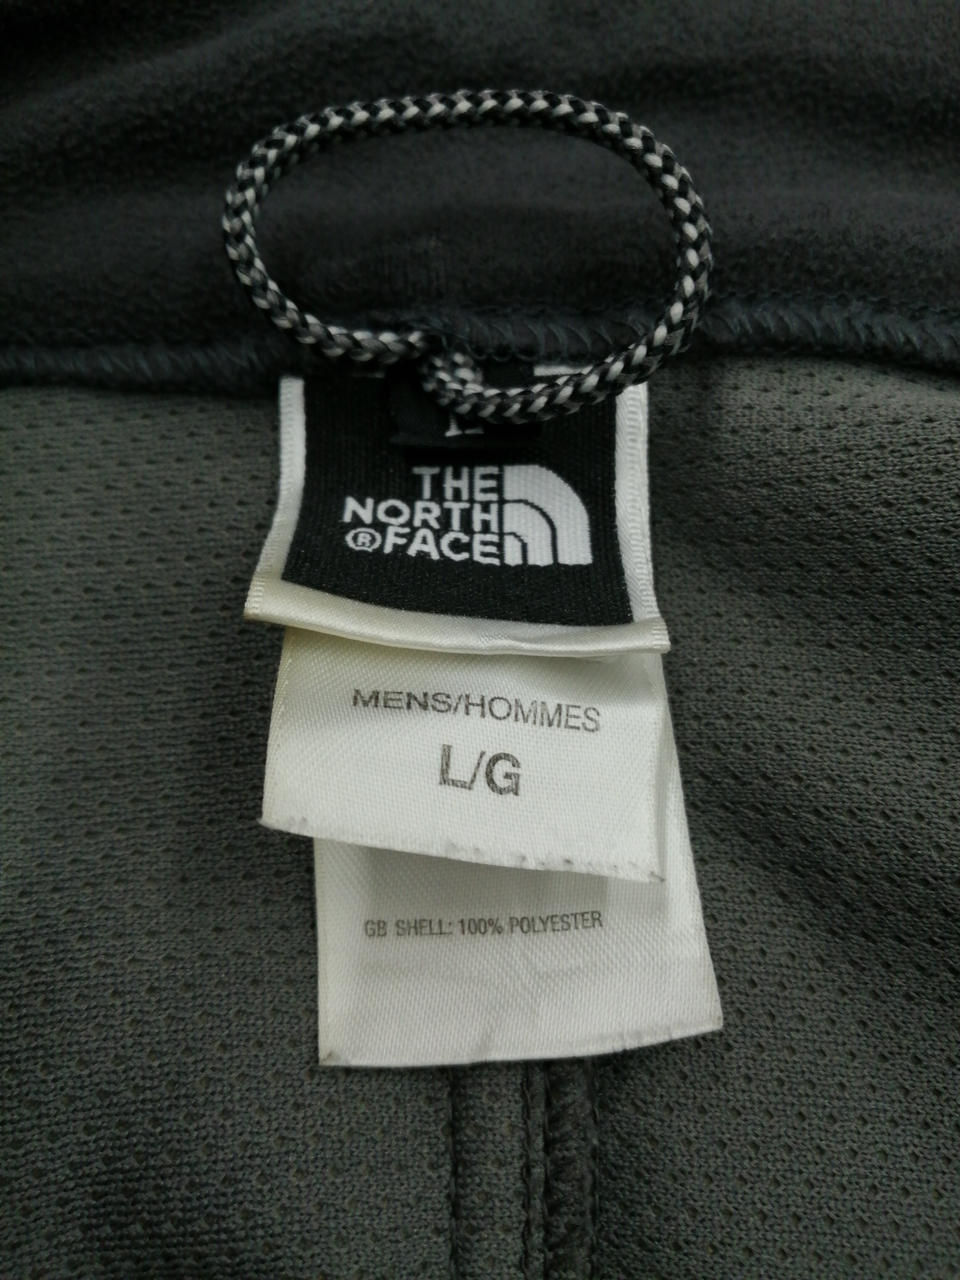 L
THE
NORTH
®FACE
MENS/HOMMES
L/G
GB SHELL: 100% POLYESTER